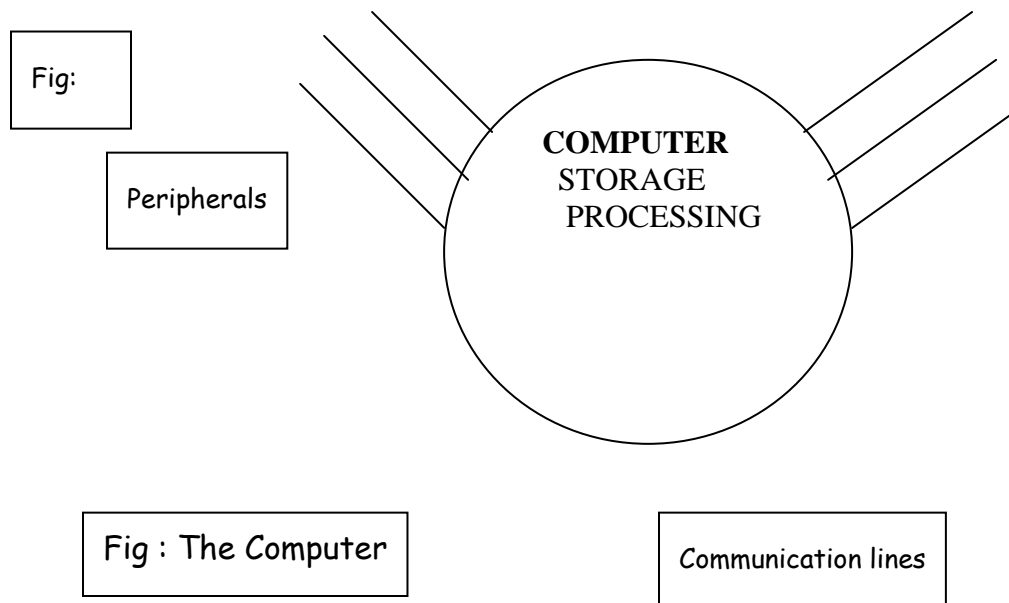 Fig:
COMPUTER
STORAGE
PROCESSING
Peripherals
Fig : The Computer
Communication lines